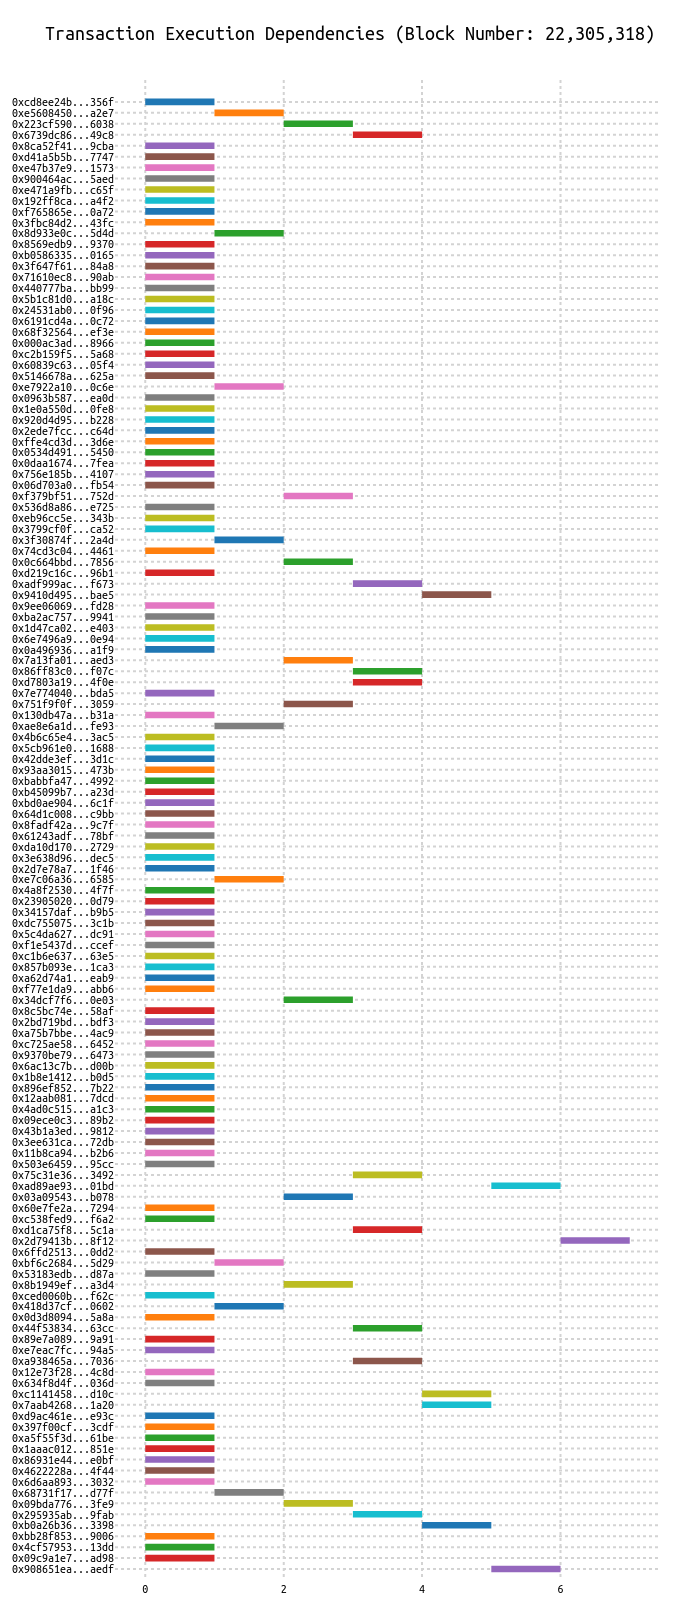 Transaction Execution Dependencies (Block Number: 22,305,318)
0xcd8ee24b...356f
0xe5608450...a2e7
0x223cf590...6038
0x6739dc86...49c8
0x8ca52f41...9cba
0xd41a5b5b...7747
0xe47b37e9...1573
0x900464ac...5aed
0xe471a9fb...c65f
0x192ff8ca...a4f2
0xf765865e...0a72
0x3fbc84d2...43fc
0x8d933e0c...5d4d
0x8569edb9...9370
0xb0586335...0165
0x3f647f61...84a8
0x71610ec8...90ab
0x440777ba...bb99
0x5b1c81d0...a18c
0x24531ab0...0f96
0x6191cd4a...0c72
0x68f32564...ef3e
0x000ac3ad...8966
0xc2b159f5...5a68
0x60839c63...05f4
0x5146678a...625a
0xe7922a10...0c6e
0x0963b587...ea0d
0x1e0a550d...0fe8
0x920d4d95...b228
0x2ede7fcc...c64d
0xffe4cd3d...3d6e
0x0534d491...5450
0x0daa1674...7fea
0x756e185b...4107
0x06d703a0...fb54
0xf379bf51...752d
0x536d8a86...e725
0xeb96cc5e...343b
0x3799cf0f...ca52
0x3f30874f...2a4d
0x74cd3c04...4461
0x0c664bbd...7856
0xd219c16c...96b1
0xadf999ac...f673
0x9410d495...bae5
0x9ee06069...fd28
0xba2ac757...9941
0x1d47ca02...e403
0x6e7496a9...0e94
0x0a496936...a1f9
0x7a13fa01...aed3
0x86ff83c0...f07c
0xd7803a19...4f0e
0x7e774040...bda5
0x751f9f0f...3059
0x130db47a...b31a
0xae8e6a1d...fe93
0x4b6c65e4...3ac5
0x5cb961e0...1688
0x42dde3ef...3d1c
0x93aa3015...473b
0xbabbfa47...4992
0xb45099b7...a23d
0xbd0ae904...6c1f
0x64d1c008...c9bb
0x8fadf42a...9c7f
0x61243adf...78bf
0xda10d170...2729
0x3e638d96...dec5
0x2d7e78a7...1f46
0xe7c06a36...6585
0x4a8f2530...4f7f
0x23905020...0d79
0x34157daf...b9b5
0xdc755075...3c1b
0x5c4da627...dc91
0xf1e5437d...ccef
0xc1b6e637...63e5
0x857b093e...1ca3
0xa62d74a1...eab9
0xf77e1da9...abb6
0x34dcf7f6...0e03
0x8c5bc74e...58af
0x2bd719bd...bdf3
0xa75b7bbe...4ac9
0xc725ae58...6452
0x9370be79...6473
0x6ac13c7b...d00b
0x1b8e1412...b0d5
0x896ef852...7b22
0x12aab081...7dcd
0x4ad0c515...a1c3
0x09ece0c3...89b2
0x43b1a3ed...9812
0x3ee631ca...72db
0x11b8ca94...b2b6
0x503e6459...95cc
0x75c31e36...3492
0xad89ae93...01bd
0x03a09543...b078
0x60e7fe2a...7294
0xc538fed9...f6a2
0xd1ca75f8...5c1a
0x2d79413b...8f12
0x6ffd2513...0dd2
0xbf6c2684...5d29
0x53183edb...d87a
0x8b1949ef...a3d4
0xced0060b...f62c
0x418d37cf...0602
0x0d3d8094...5a8a
0x44f53834...63cc
0x89e7a089...9a91
0xe7eac7fc...94a5
0xa938465a...7036
0x12e73f28...4c8d
0x634f8d4f...036d
0xc1141458...d10c
0x7aab4268...1a20
0xd9ac461e...e93c
0x397f00cf...3cdf
0xa5f55f3d...61be
0x1aaac012...851e
0x86931e44...e0bf
0x4622228a...4f44
0x6d6aa893...3032
0x68731f17...d77f
0x09bda776...3fe9
0x295935ab...9fab
0xb0a26b36...3398
0xbb28f853...9006
0x4cf57953...13dd
0x09c9a1e7...ad98
0x908651ea...aedf
0 2 4 6